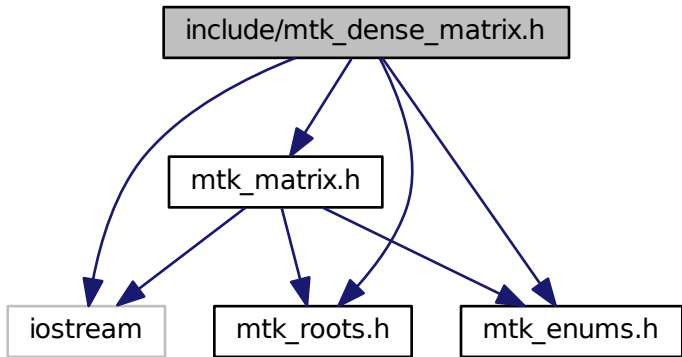 include/mtk_dense_matrix.h
mtk_matrix.h
iostream
mtk_roots.h
mtk_enums.h